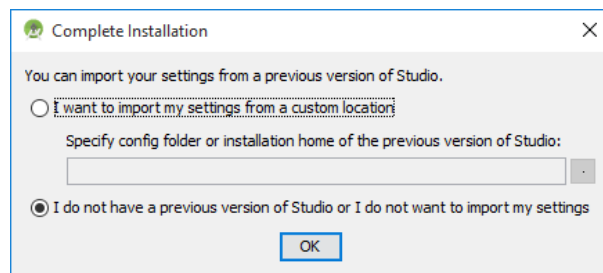 Complete Installation
You can import your settings from a previous version of Studio.
I want to import my settings from a custom location
Specify config folder or installation home of the previous version of Studio:
.
I do not have a previous version of Studio or I do not want to import my settings
OK